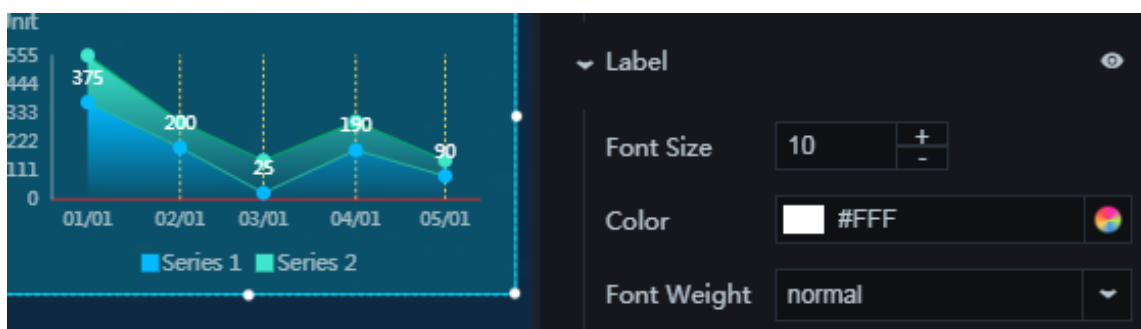 Unit
555
444
333
222
111
0
375
200
25
190
90
01/01 02/01 03/01 04/01 05/01
Series 1 Series 2
Label
Font Size 10 + -
Color #FFF
Font Weight normal